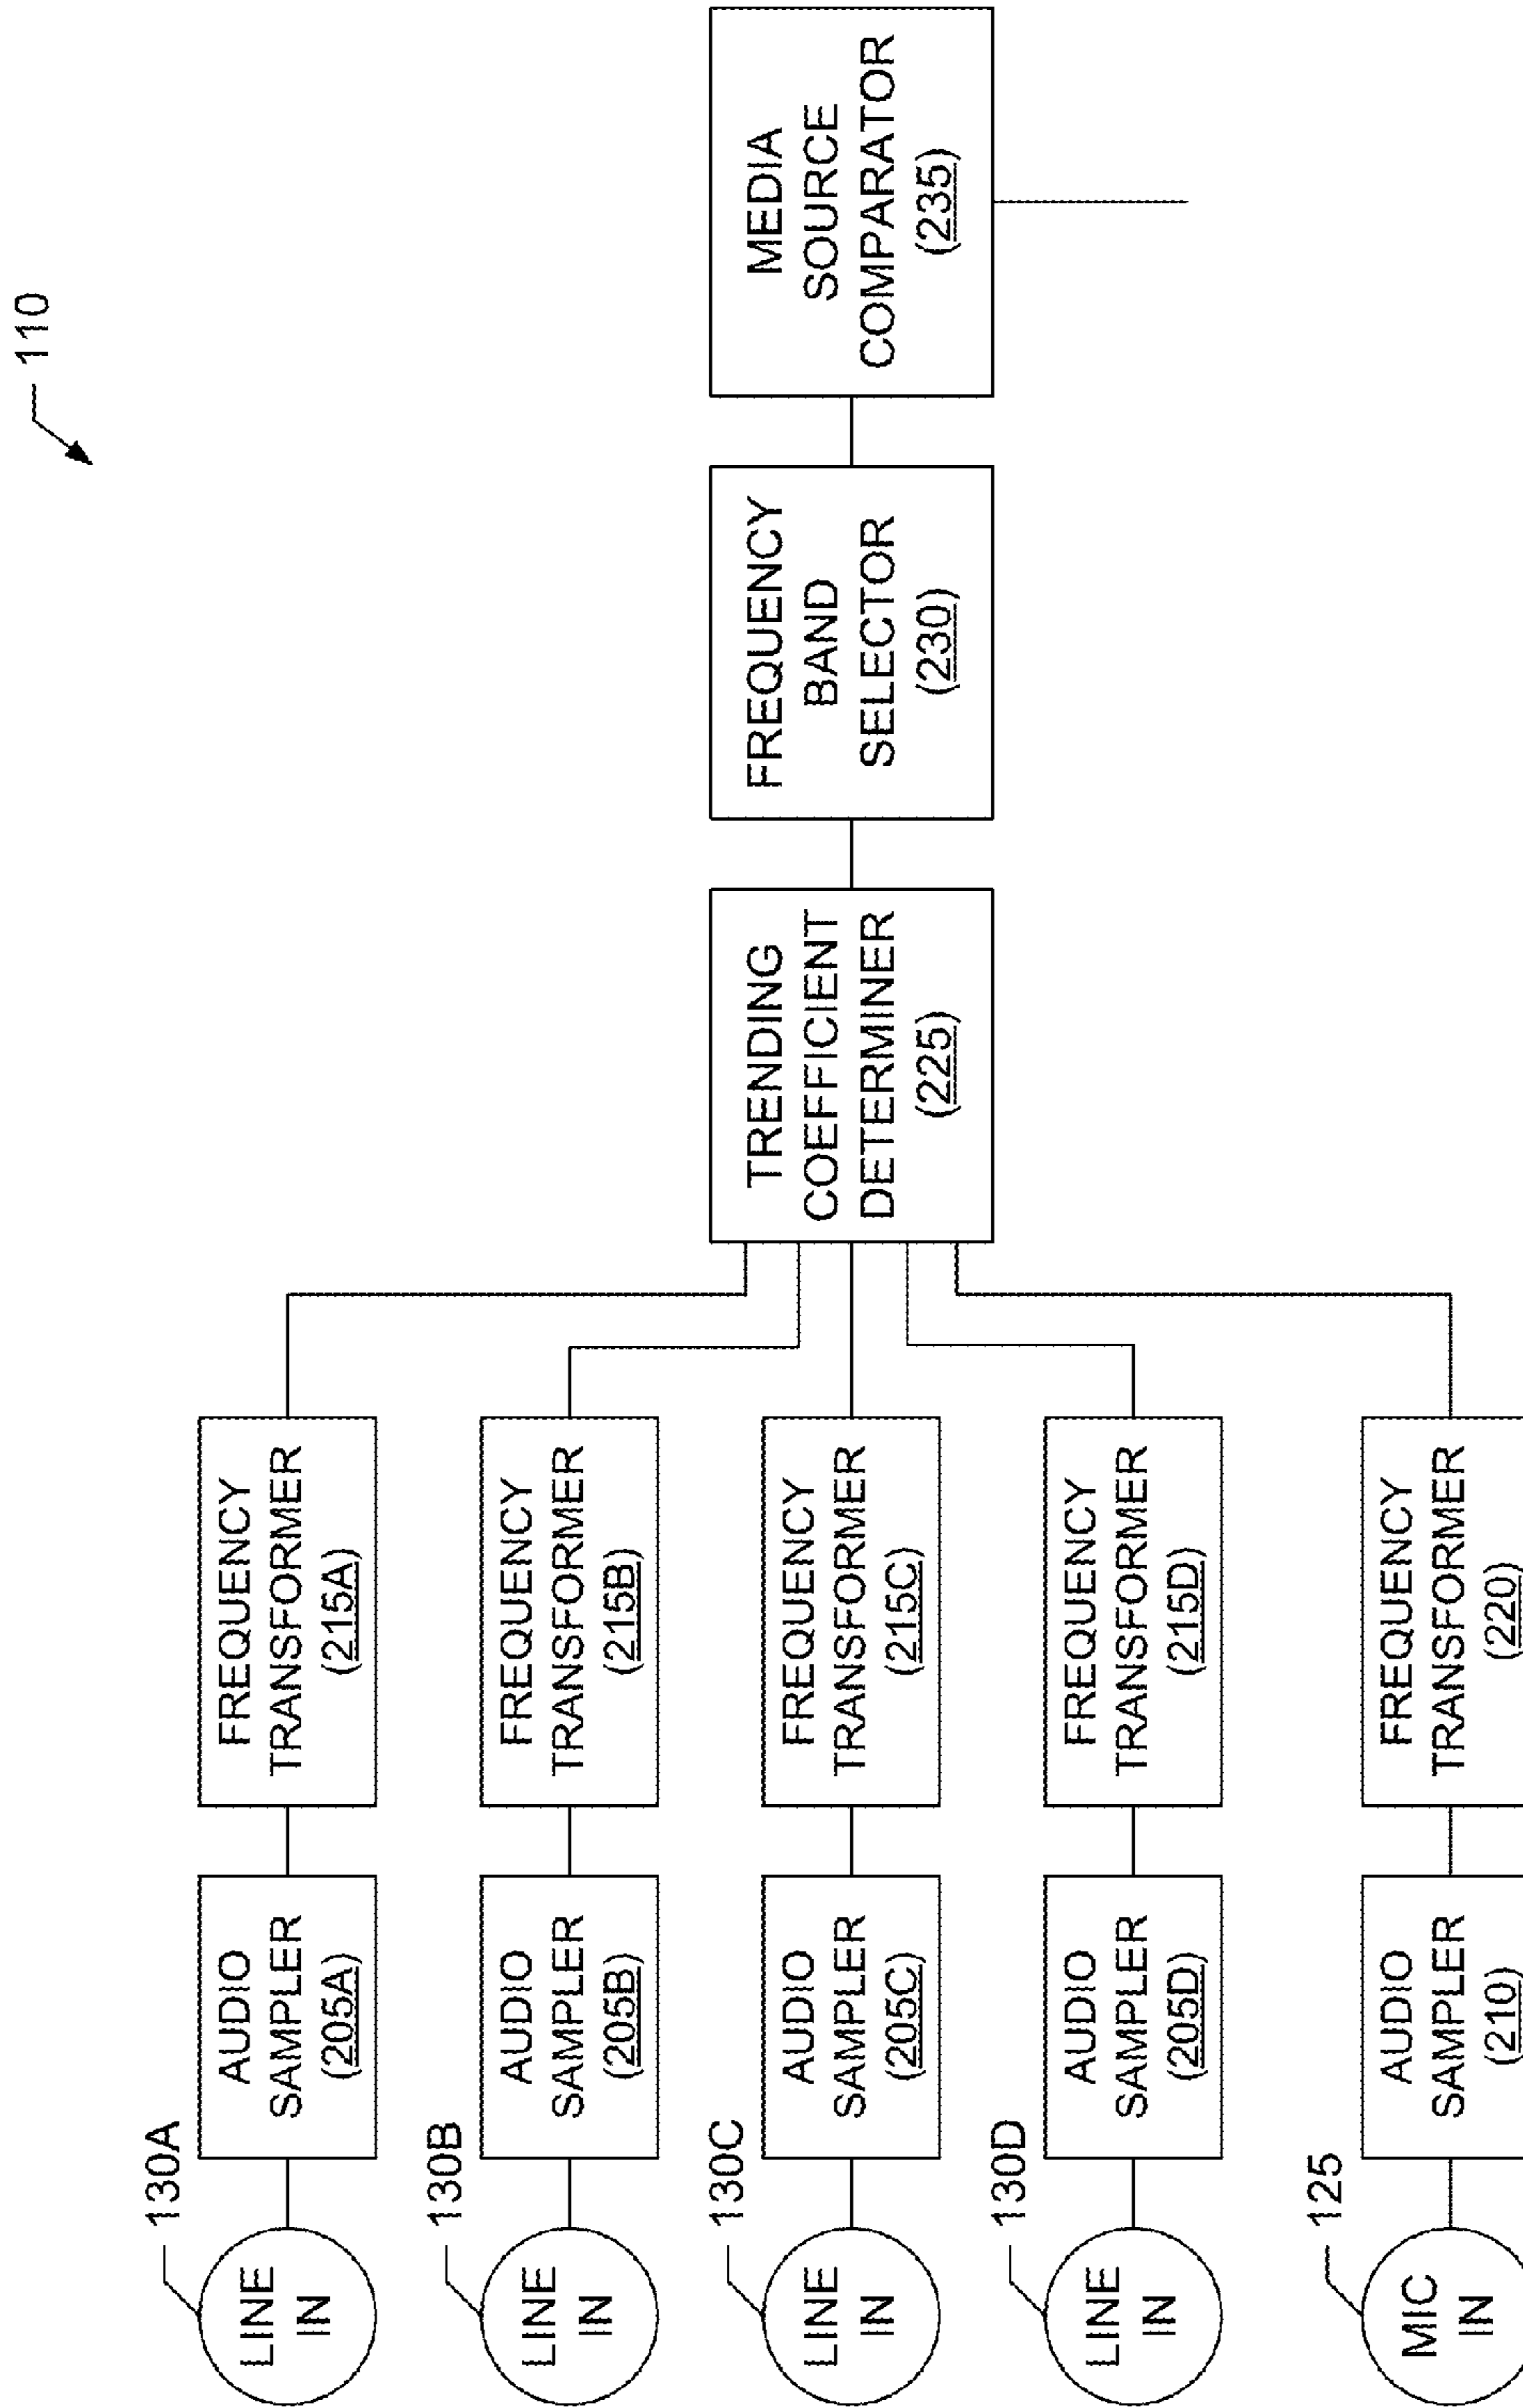 110
130A
LINE
IN
AUDIO
SAMPLER
(205A)
FREQUENCY
TRANSFORMER
(215A)
130B
LINE
IN
AUDIO
SAMPLER
(205B)
FREQUENCY
TRANSFORMER
(215B)
130C
LINE
IN
AUDIO
SAMPLER
(205C)
FREQUENCY
TRANSFORMER
(215C)
130D
LINE
IN
AUDIO
SAMPLER
(205D)
FREQUENCY
TRANSFORMER
(215D)
125
MIC
IN
AUDIO
SAMPLER
(210)
FREQUENCY
TRANSFORMER
(220)
TRENDING
COEFFICIENT
DETERMINER
(225)
FREQUENCY
BAND
SELECTOR
(230)
MEDIA
SOURCE
COMPARATOR
(235)